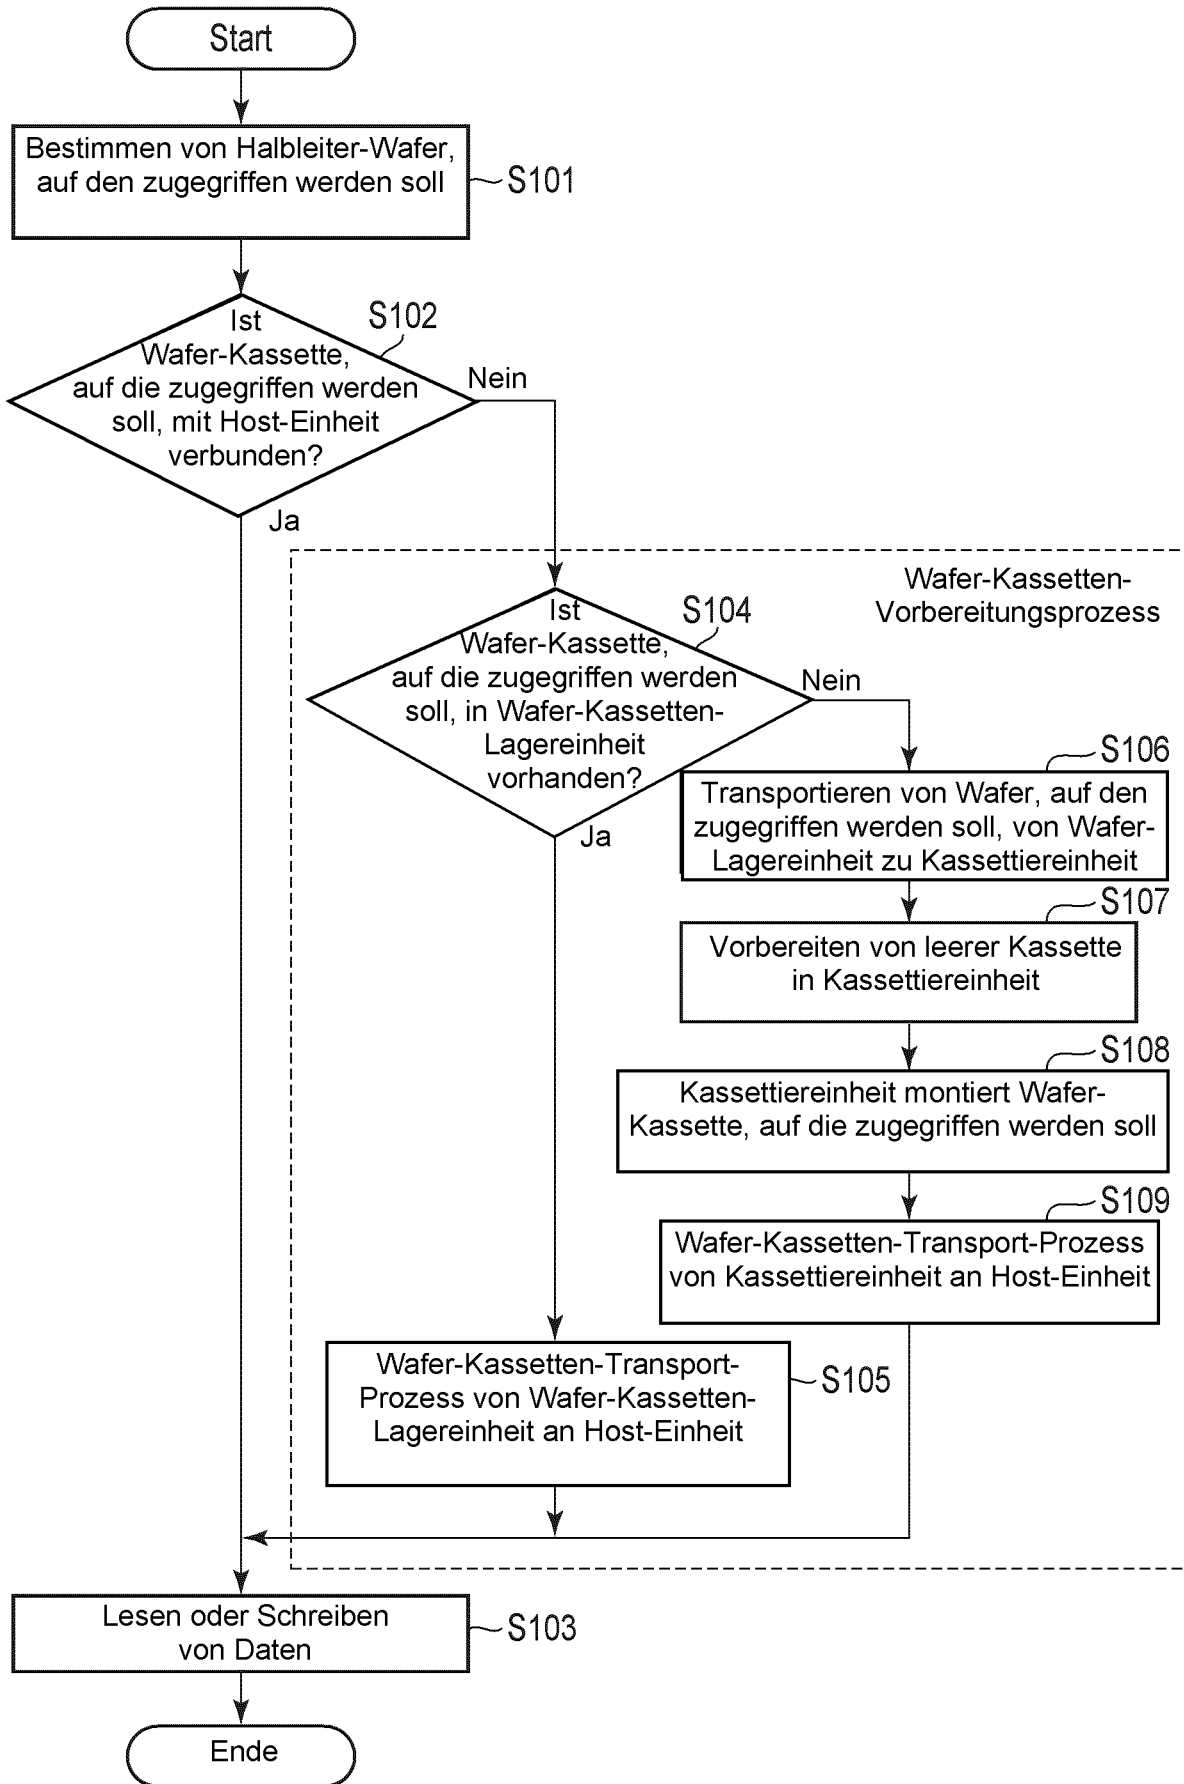 Start
Bestimmen von Halbleiter-Wafer,
auf den zugegriffen werden soll
S101
S102
Ist
Wafer-Kassette,
auf die zugegriffen werden
soll, mit Host-Einheit
verbunden?
Nein
Ja
Wafer-Kassetten-
Vorbereitungsprozess
S104
Ist
Wafer-Kassette,
auf die zugegriffen werden
soll, in Wafer-Kassetten-
Lagereinheit
vorhanden?
Nein
Ja
S106
Transportieren von Wafer, auf den
zugegriffen werden soll, von Wafer-
Lagereinheit zu Kassettiereinheit
S107
Vorbereiten von leerer Kassette
in Kassettiereinheit
S108
Kassettiereinheit montiert Wafer-
Kassette, auf die zugegriffen werden soll
S109
Wafer-Kassetten-Transport-Prozess
von Kassettiereinheit an Host-Einheit
Wafer-Kassetten-Transport-
Prozess von Wafer-Kassetten-
Lagereinheit an Host-Einheit
S105
Lesen oder Schreiben
von Daten
S103
Ende